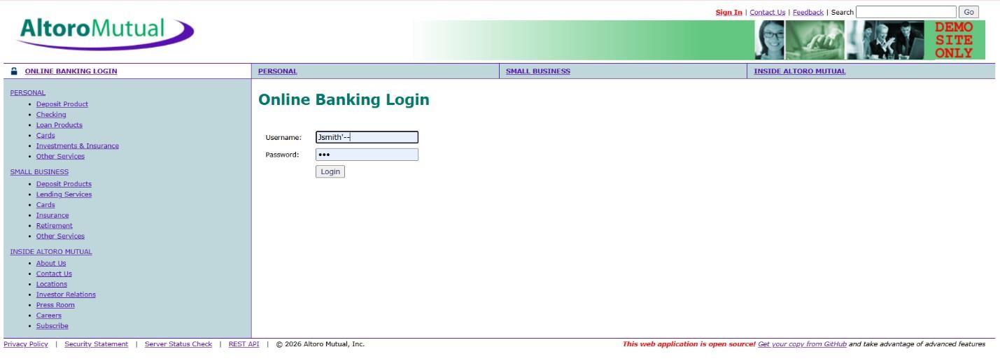 Sign In | Contact Us | Feedback | Search Go
AltoroMutual
DEMO
SITE
ONLY
ONLINE BANKING LOGIN PERSONAL SMALL BUSINESS INSIDE ALTORO MUTUAL
PERSONAL
• Deposit Product
• Checking
• Loan Products
• Cards
• Investments & Insurance
• Other Services
SMALL BUSINESS
• Deposit Products
• Lending Services
• Cards
• Insurance
• Retirement
• Other Services
INSIDE ALTORO MUTUAL
• About Us
• Contact Us
• Locations
• Investor Relations
• Press Room
• Careers
• Subscribe
Online Banking Login
Username: Jsmith'--
Password: •••
Login
Privacy Policy | Security Statement | Server Status Check | REST API | © 2026 Altoro Mutual, Inc. This web application is open source! Get your copy from GitHub and take advantage of advanced features